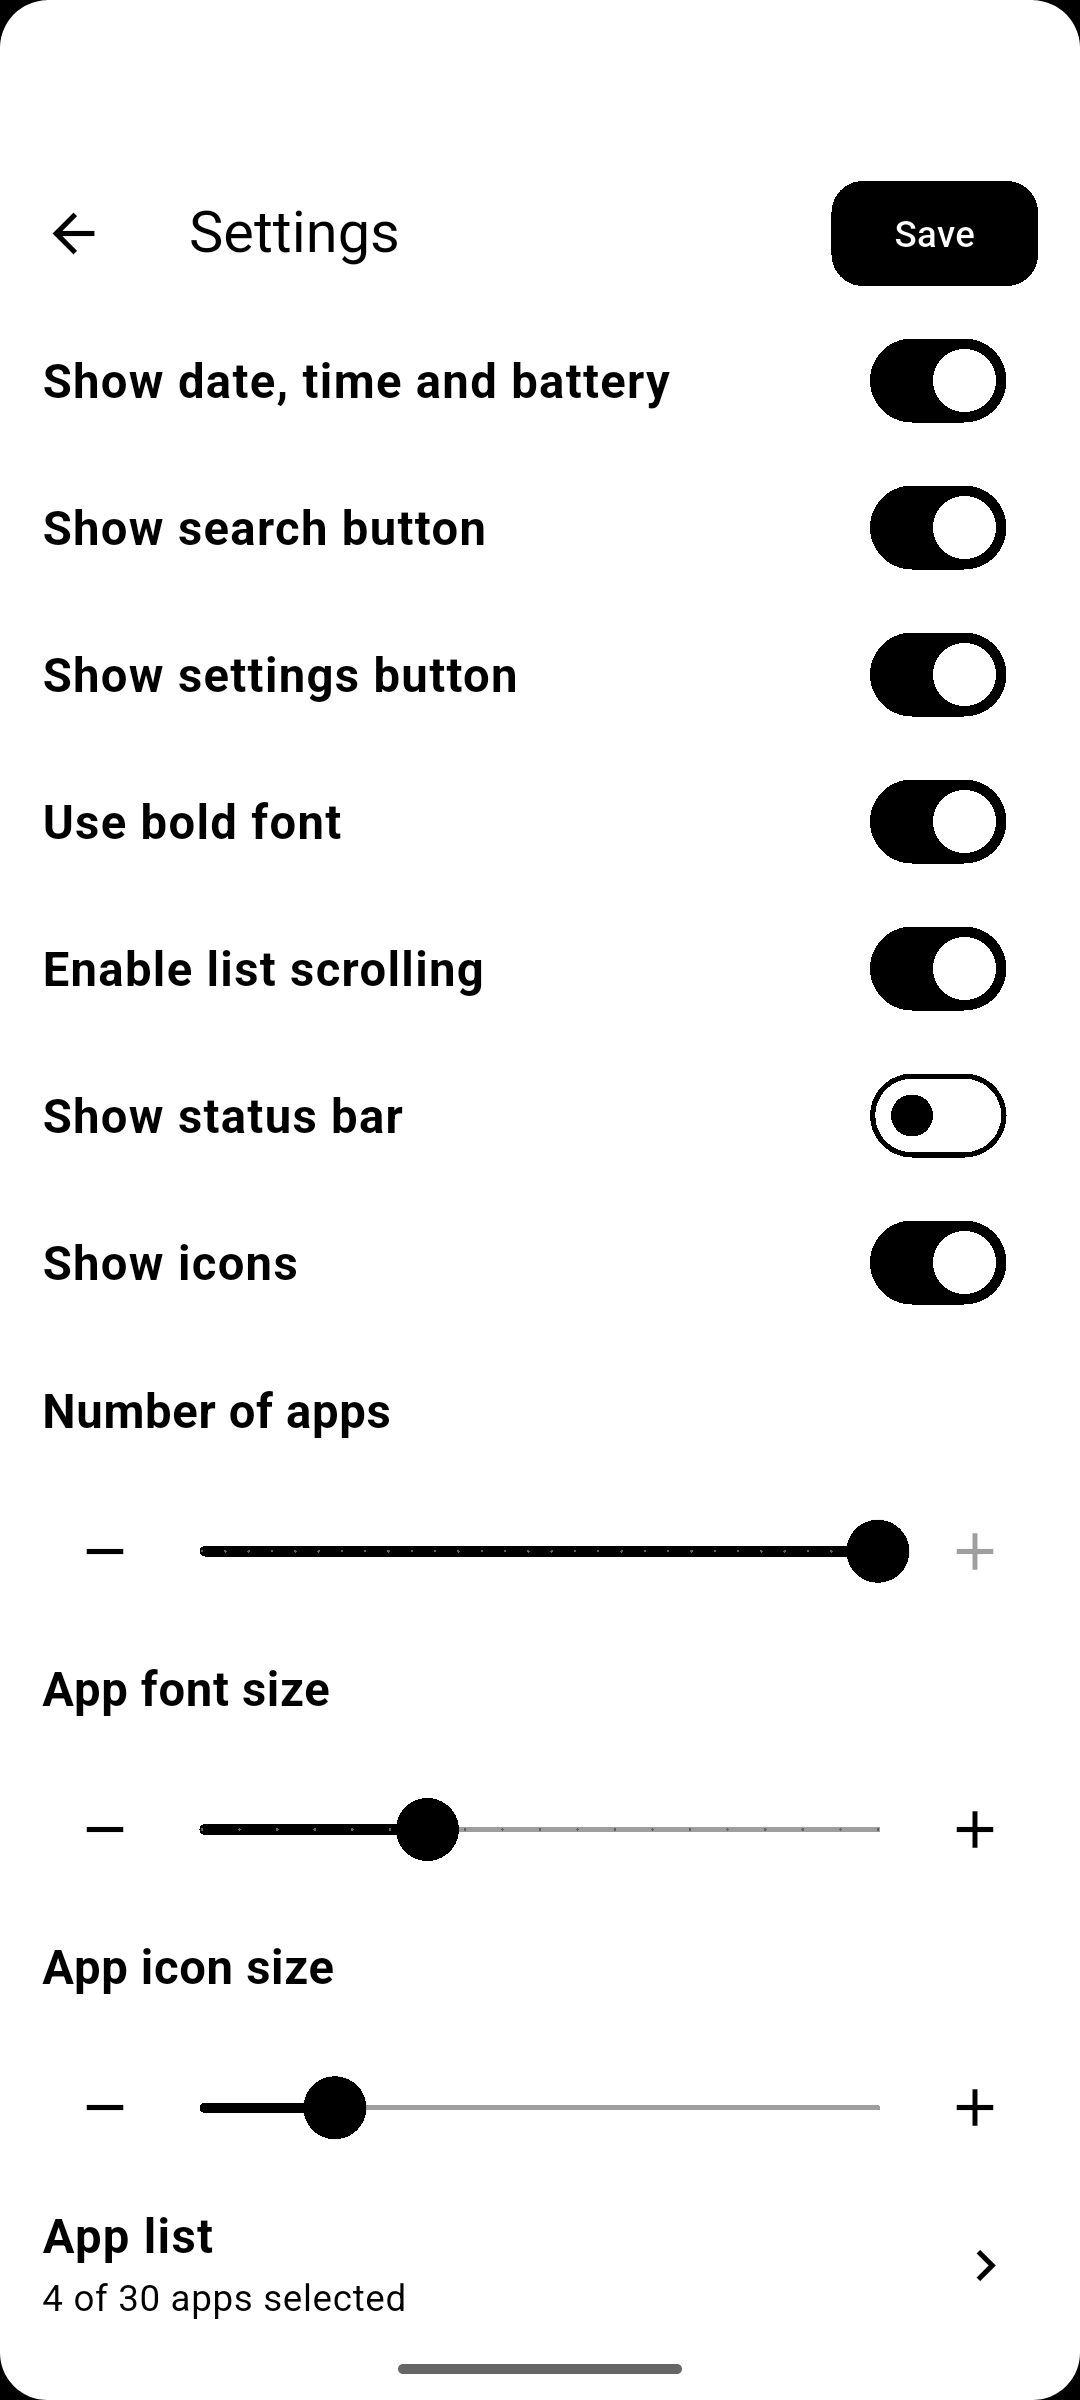 Settings
Save
Show date, time and battery
Show search button
Show settings button
Use bold font
Enable list scrolling
Show status bar
Show icons
Number of apps
App font size
App icon size
App list
4 of 30 apps selected